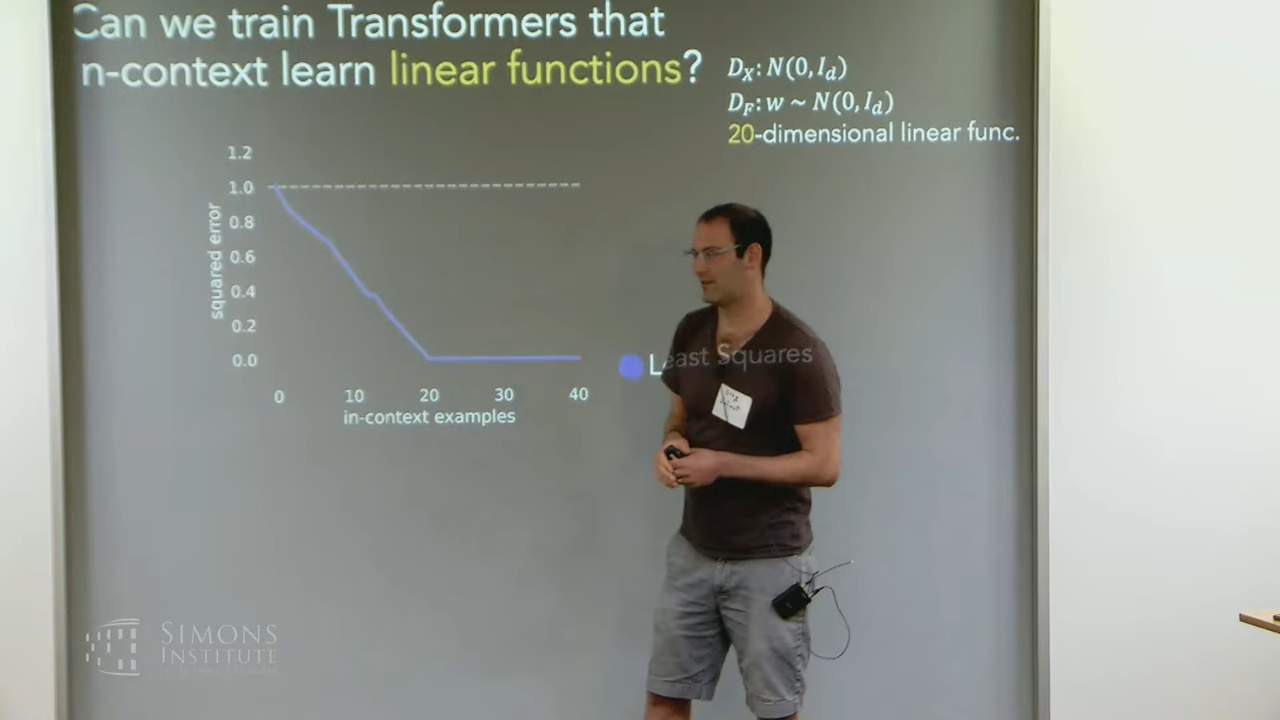 Can we train Transformers that
n-context learn linear functions?
D_X: N(0, I_d)
D_F: w ~ N(0, I_d)
20-dimensional linear func.
1.2
1.0
0.8
0.6
0.4
0.2
0.0
squared error
0 10 20 30 40
in-context examples
Least Squares
SIMONS
INSTITUTE